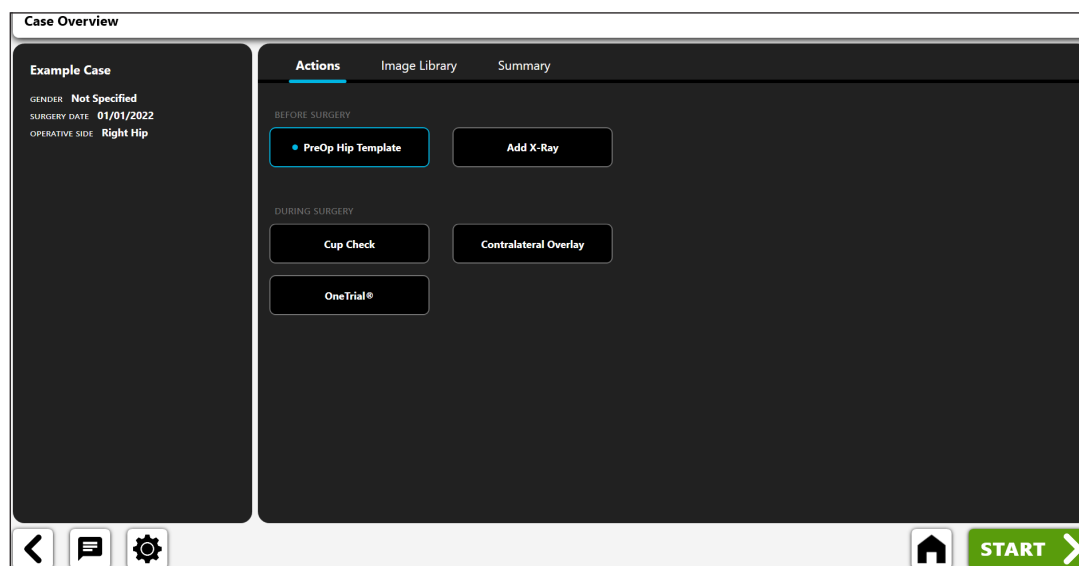 Case Overview
Example Case
GENDER Not Specified
SURGERY DATE 01/01/2022
OPERATIVE SIDE Right Hip
Actions Image Library Summary
BEFORE SURGERY
PreOp Hip Template Add X-Ray
DURING SURGERY
Cup Check Contralateral Overlay
OneTrial®
START